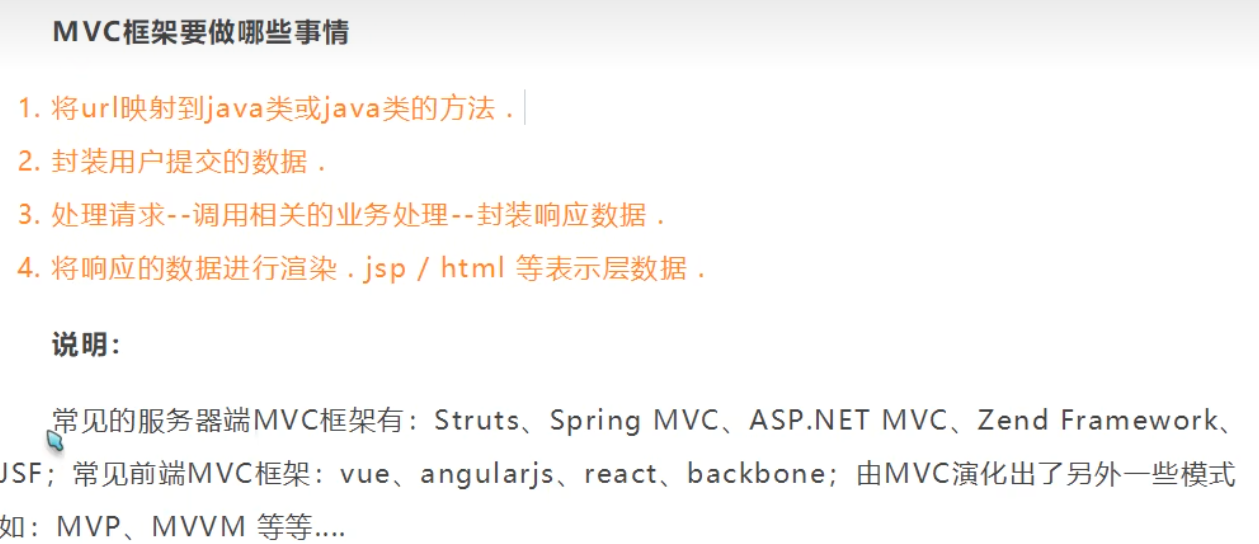 MVC框架要做哪些事情
1. 将url映射到java类或java类的方法 .
2. 封装用户提交的数据 .
3. 处理请求--调用相关的业务处理--封装响应数据 .
4. 将响应的数据进行渲染 . jsp / html 等表示层数据 .
说明：
常见的服务器端MVC框架有：Struts、Spring MVC、ASP.NET MVC、Zend Framework、
JSF；常见前端MVC框架：vue、angularjs、react、backbone；由MVC演化出了另外一些模式
如：MVP、MVVM 等等....